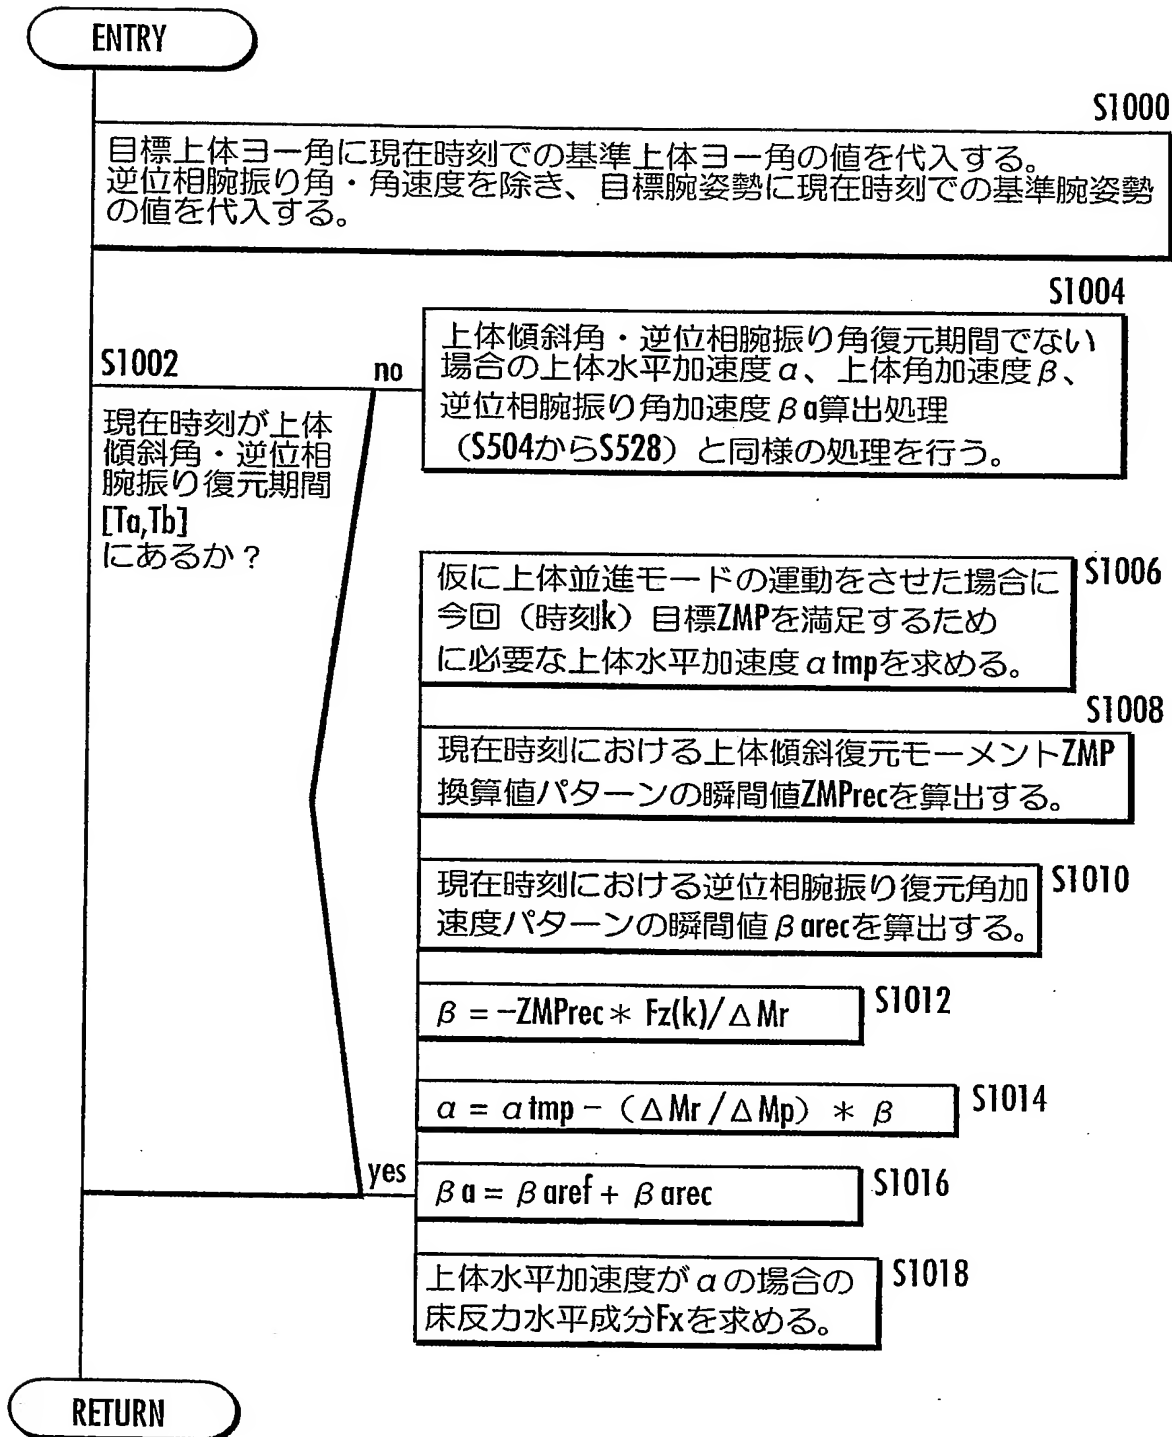 ENTRY
S1000
目標上体ヨー角に現在時刻での基準上体ヨー角の値を代入する。
逆位相腕振り角・角速度を除き、目標腕姿勢に現在時刻での基準腕姿勢
の値を代入する。
S1002
no
現在時刻が上体
傾斜角・逆位相
腕振り復元期間
[Ta,Tb]
にあるか？
S1004
上体傾斜角・逆位相腕振り角復元期間でない
場合の上体水平加速度α、上体角加速度β、
逆位相腕振り角加速度βa算出処理
（S504からS528）と同様の処理を行う。
S1006
仮に上体並進モードの運動をさせた場合に
今回（時刻k）目標ZMPを満足するため
に必要な上体水平加速度αtmpを求める。
S1008
現在時刻における上体傾斜復元モーメントZMP
換算値パターンの瞬間値ZMPrecを算出する。
S1010
現在時刻における逆位相腕振り復元角加
速度パターンの瞬間値βarecを算出する。
S1012
β = -ZMPrec＊ Fz(k)/ΔMr
S1014
α = αtmp - （ΔMr /ΔMp）＊ β
yes
S1016
βa = βaref + βarec
S1018
上体水平加速度がαの場合の
床反力水平成分Fxを求める。
RETURN